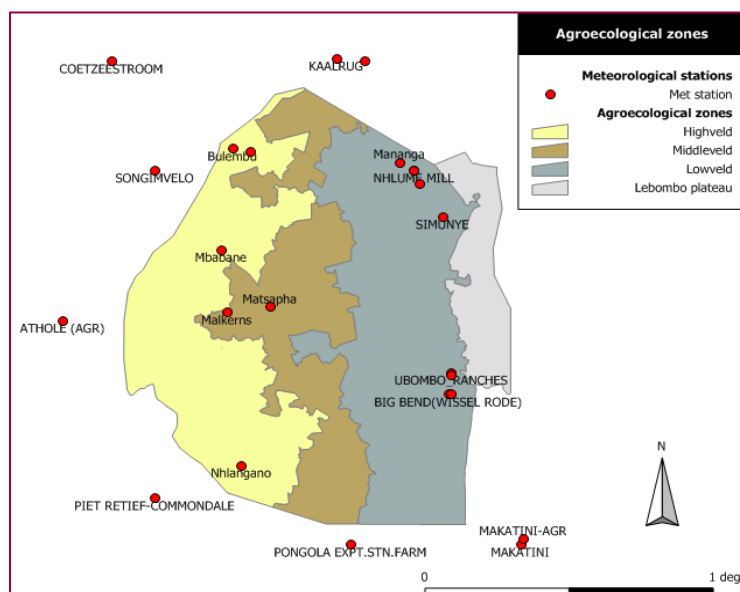 Agroecological zones
Meteorological stations
Met station
Agroecological zones
Highveld
Middleveld
Lowveld
Lebombo plateau
COETZEESTROOM
KAALRUG
Bulembu
Mananga
SONGIMVELO
NHLUME MILL
SIMUNYE
Mbabane
Matsapha
Malkerns
ATHOLE (AGR)
UBOMBO_RANCHES
BIG BEND(WISSEL RODE)
Nhlangano
N
PIET RETIEF-COMMONDALE
MAKATINI-AGR
PONGOLA EXPT.STN.FARM
MAKATINI
0
1 deg